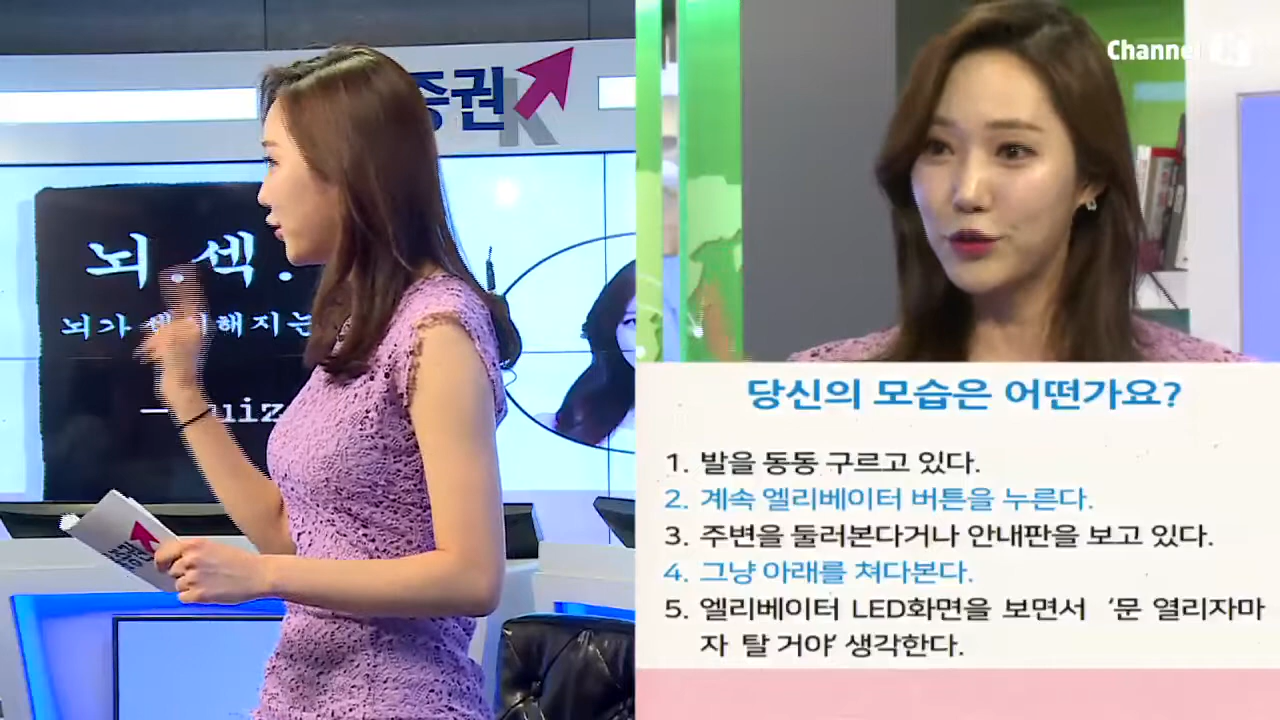 증권
K
뇌.섹.
뇌가 해지는
Channel
당신의 모습은 어떤가요?
1. 발을 동동 구르고 있다.
2. 계속 엘리베이터 버튼을 누른다.
3. 주변을 둘러본다거나 안내판을 보고 있다.
4. 그냥 아래를 쳐다본다.
5. 엘리베이터 LED화면을 보면서 ‘문 열리자마
자 탈 거야’ 생각한다.